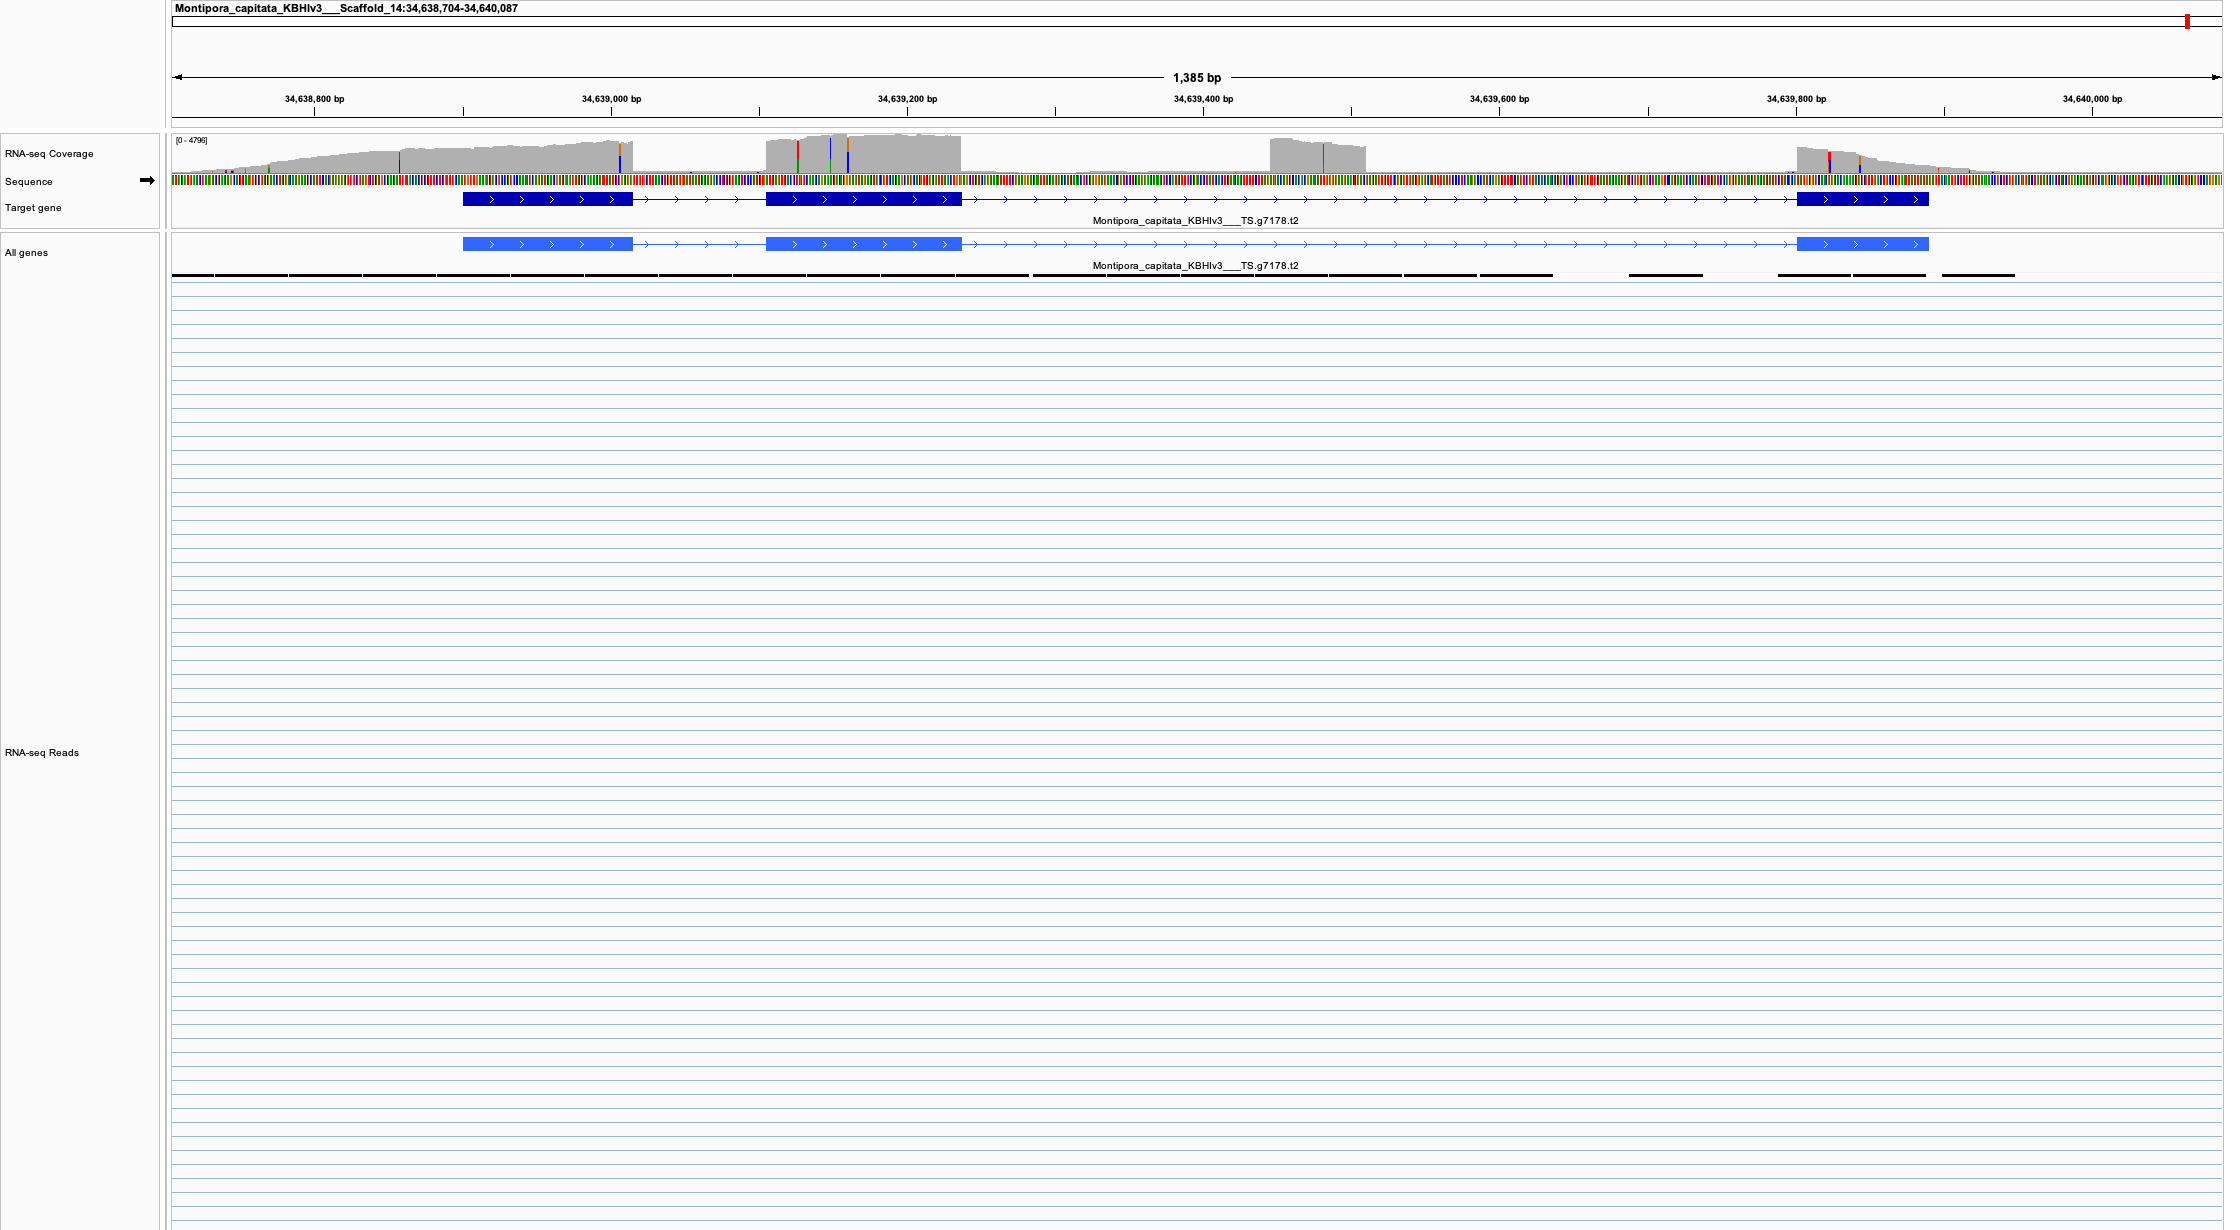 Montipora_capitata_KBHIv3___Scaffold_14:34,638,704-34,640,087
1,385 bp
34,638,800 bp 34,639,000 bp 34,639,200 bp 34,639,400 bp 34,639,600 bp 34,639,800 bp 34,640,000 bp
[0 - 4796]
RNA-seq Coverage
Sequence
Target gene
Montipora_capitata_KBHIv3___TS.g7178.t2
All genes
Montipora_capitata_KBHIv3___TS.g7178.t2
RNA-seq Reads